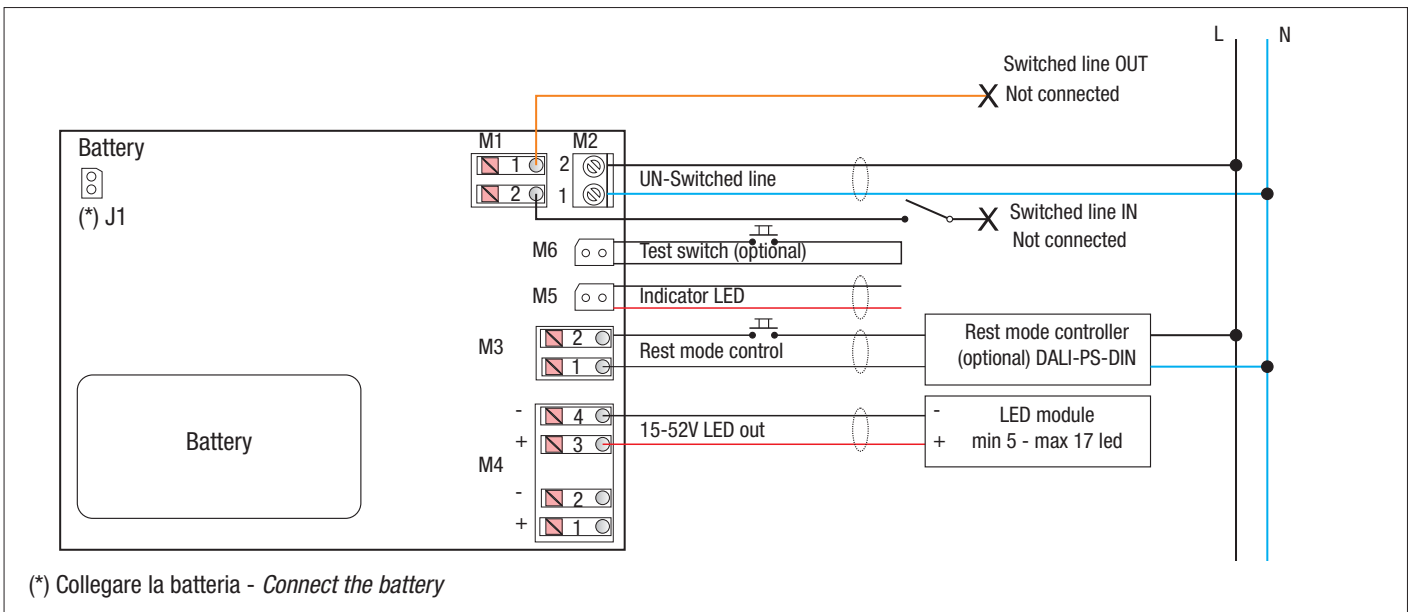 L N
Switched line OUT
Not connected
Battery
(*) J1
M1 M2
1 2
2 1
UN-Switched line
Switched line IN
Not connected
M6
Test switch (optional)
M5
Indicator LED
M3
2
1
Rest mode control
Rest mode controller
(optional) DALI-PS-DIN
Battery
M4
- 4
+ 3
- 2
+ 1
15-52V LED out
- LED module
+ min 5 - max 17 led
(*) Collegare la batteria - Connect the battery